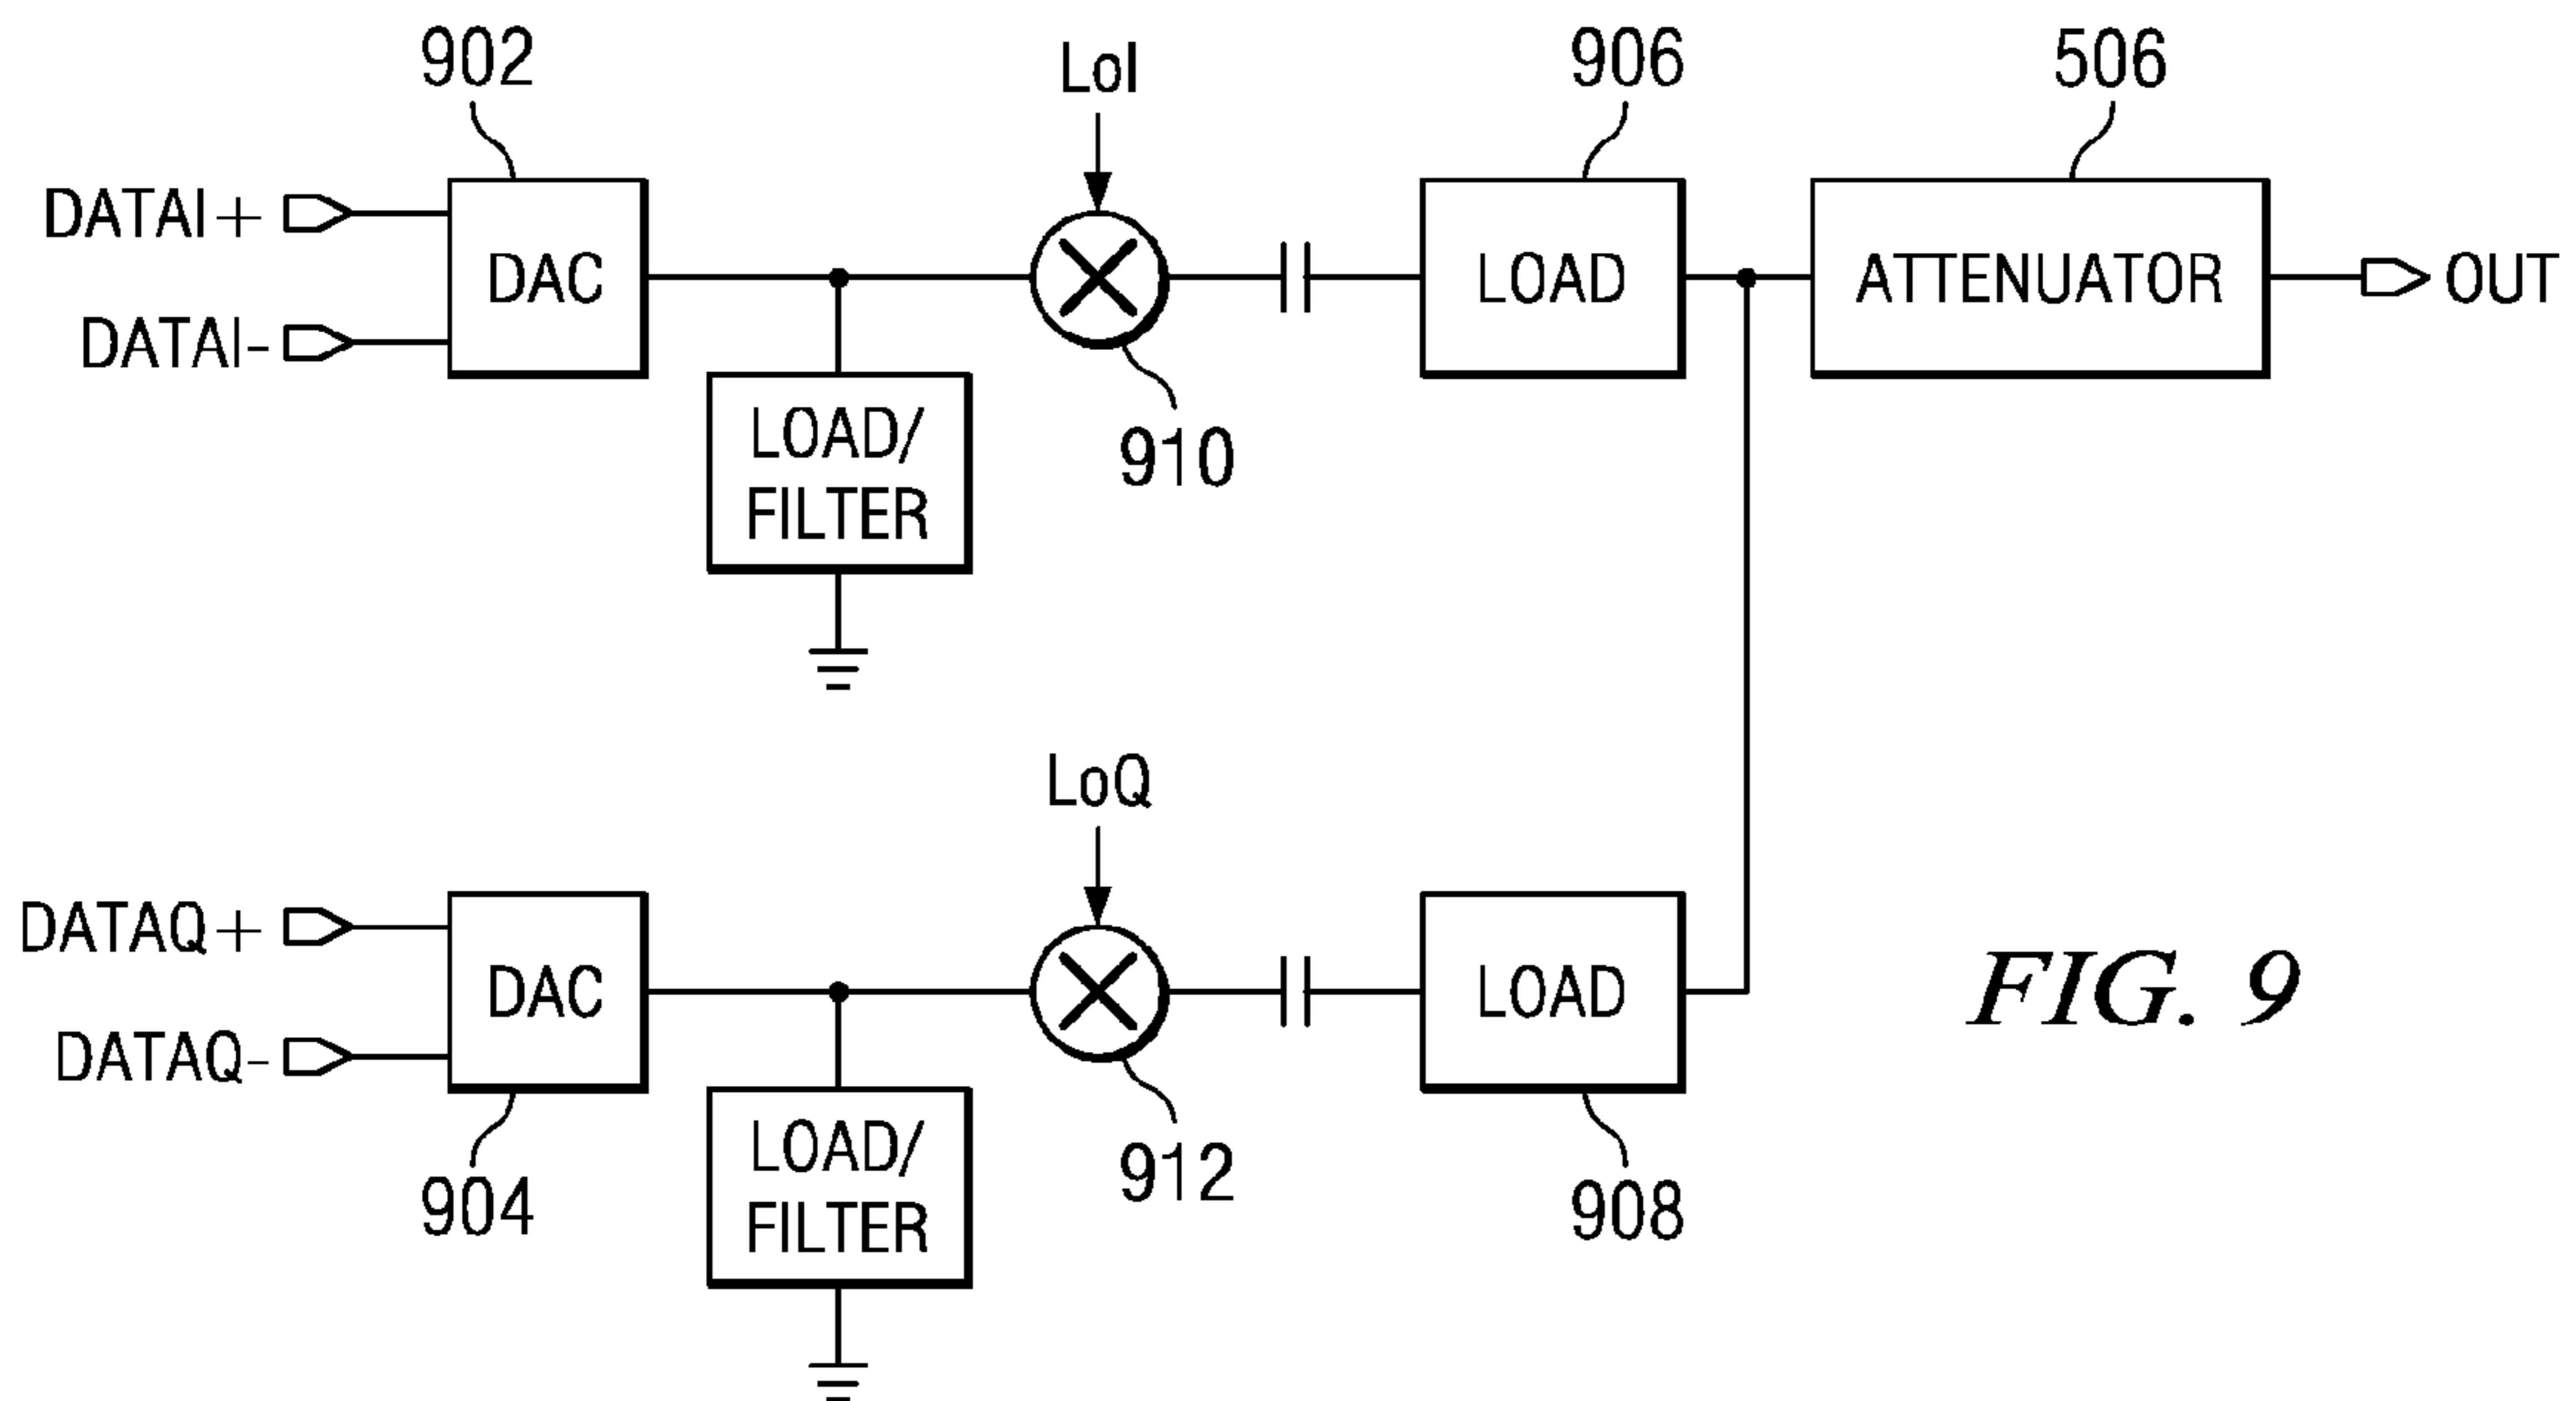 902
LoI
906
506
DATAI+
DATAI-
DAC
LOAD
ATTENUATOR
OUT
LOAD/
FILTER
910
LoQ
DATAQ+
DATAQ-
DAC
LOAD
FIG. 9
LOAD/
FILTER
904
912
908